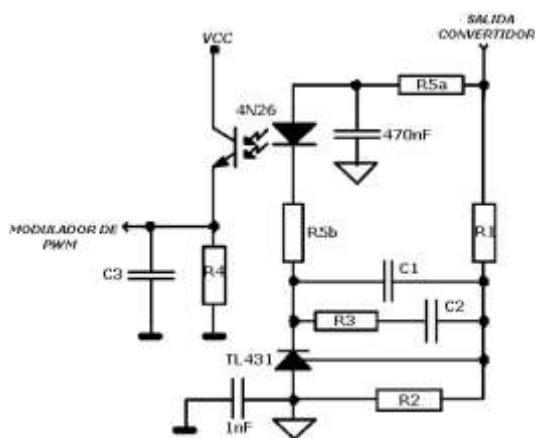 SALIDA
CONVERTIDOR
VCC
R5a
4N26
470nF
MODULADOR DE
PWM
R5b
R1
C3
R4
C1
R3
C2
TL431
R2
1nF